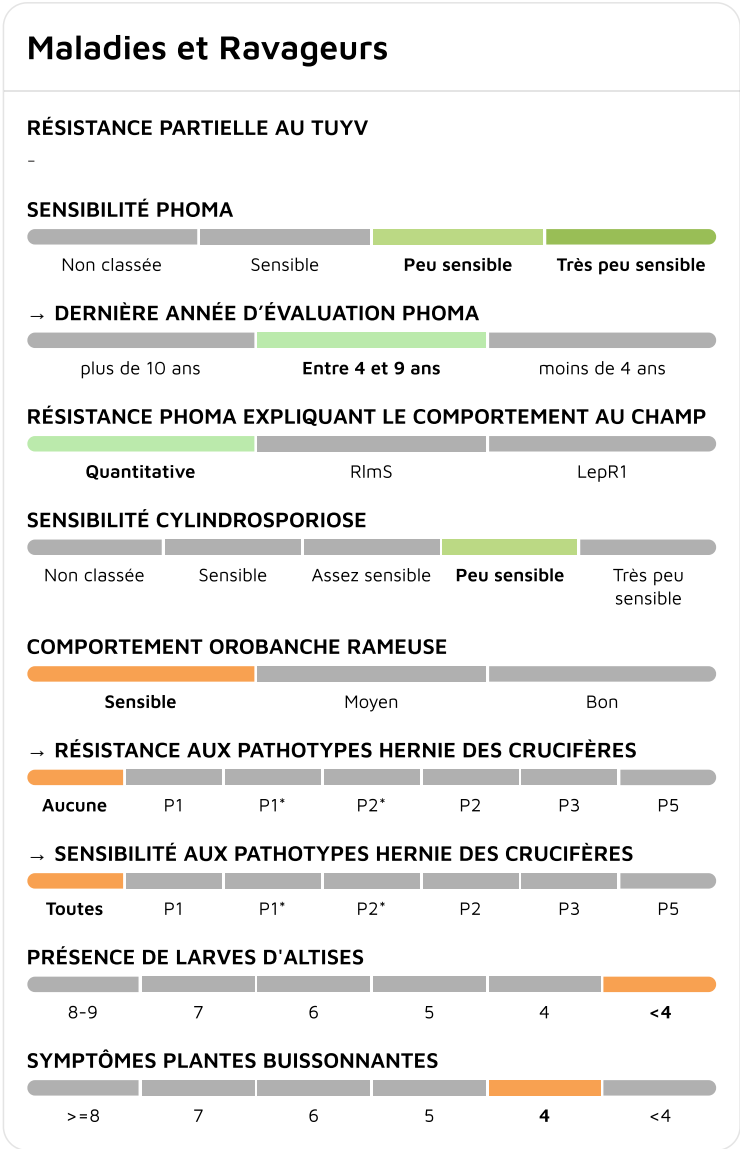 Maladies et Ravageurs
RÉSISTANCE PARTIELLE AU TUYV
-
SENSIBILITÉ PHOMA
Non classée Sensible Peu sensible Très peu sensible
→ DERNIÈRE ANNÉE D’ÉVALUATION PHOMA
plus de 10 ans Entre 4 et 9 ans moins de 4 ans
RÉSISTANCE PHOMA EXPLIQUANT LE COMPORTEMENT AU CHAMP
Quantitative RlmS LepR1
SENSIBILITÉ CYLINDROSPORIOSE
Non classée Sensible Assez sensible Peu sensible Très peu
sensible
COMPORTEMENT OROBANCHE RAMEUSE
Sensible Moyen Bon
→ RÉSISTANCE AUX PATHOTYPES HERNIE DES CRUCIFÈRES
Aucune P1 P1* P2* P2 P3 P5
→ SENSIBILITÉ AUX PATHOTYPES HERNIE DES CRUCIFÈRES
Toutes P1 P1* P2* P2 P3 P5
PRÉSENCE DE LARVES D'ALTISES
8-9 7 6 5 4 <4
SYMPTÔMES PLANTES BUISSONNANTES
>=8 7 6 5 4 <4